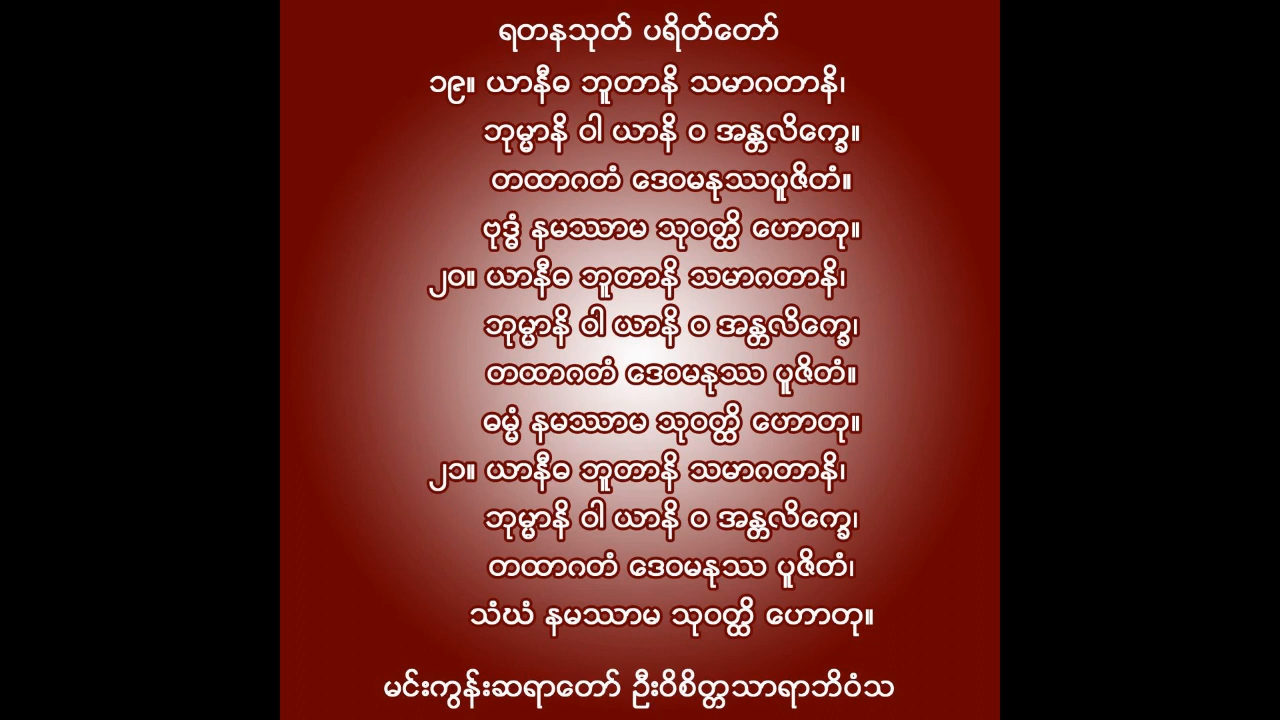 ရတနသုတ် ပရိတ်တော်
၁၉။ ယာနီဓ ဘူတာနိ သမာဂတာနိ၊
ဘုမ္မာနိ ဝါ ယာနိ ဝ အန္တလိက္ခေ။
တထာဂတံ ဒေဝမနုဿပူဇိတံ။
ဗုဒ္ဓံ နမဿာမ သုဝတ္ထိ ဟောတု။
၂၀။ ယာနီဓ ဘူတာနိ သမာဂတာနိ၊
ဘုမ္မာနိ ဝါ ယာနိ ဝ အန္တလိက္ခေ၊
တထာဂတံ ဒေဝမနုဿ ပူဇိတံ။
ဓမ္မံ နမဿာမ သုဝတ္ထိ ဟောတု။
၂၁။ ယာနီဓ ဘူတာနိ သမာဂတာနိ၊
ဘုမ္မာနိ ဝါ ယာနိ ဝ အန္တလိက္ခေ၊
တထာဂတံ ဒေဝမနုဿ ပူဇိတံ၊
သံဃံ နမဿာမ သုဝတ္ထိ ဟောတု။
မင်းကွန်းဆရာတော် ဦးဝိစိတ္တသာရာဘိဝံသ